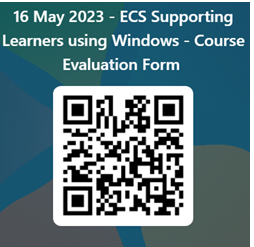 16 May 2023 - ECS Supporting
Learners using Windows - Course
Evaluation Form